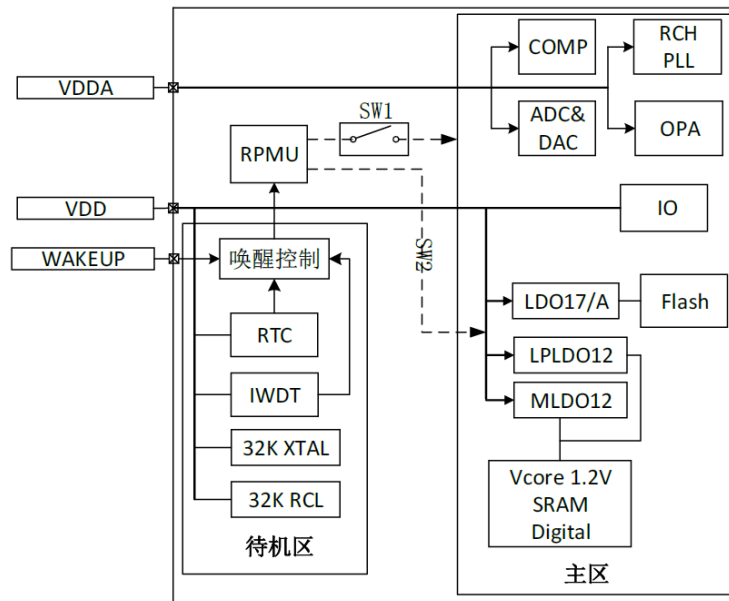 COMP
RCH
PLL
VDDA
SW1
ADC&
DAC
OPA
RPMU
VDD
IO
WAKEUP
唤醒控制
SW2
LDO17/A
Flash
RTC
LPLDO12
IWDT
MLDO12
32K XTAL
Vcore 1.2V
SRAM
Digital
32K RCL
待机区
主区